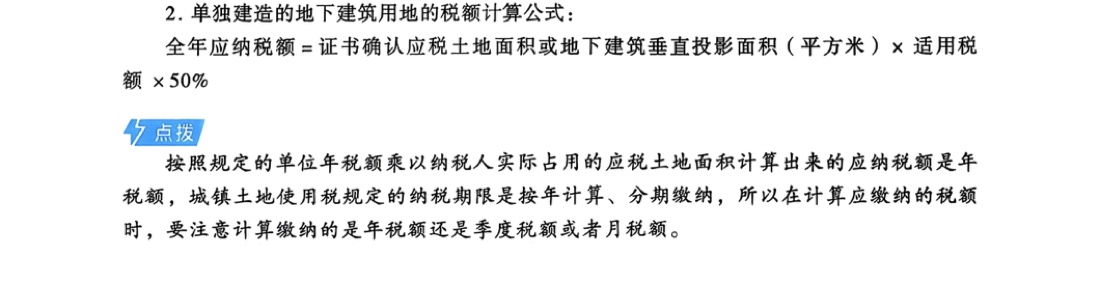 2. 单独建造的地下建筑用地的税额计算公式：
全年应纳税额=证书确认应税土地面积或地下建筑垂直投影面积（平方米）× 适用税
额 ×50%
点拨
按照规定的单位年税额乘以纳税人实际占用的应税土地面积计算出来的应纳税额是年
税额，城镇土地使用税规定的纳税期限是按年计算、分期缴纳，所以在计算应缴纳的税额
时，要注意计算缴纳的是年税额还是季度税额或者月税额。